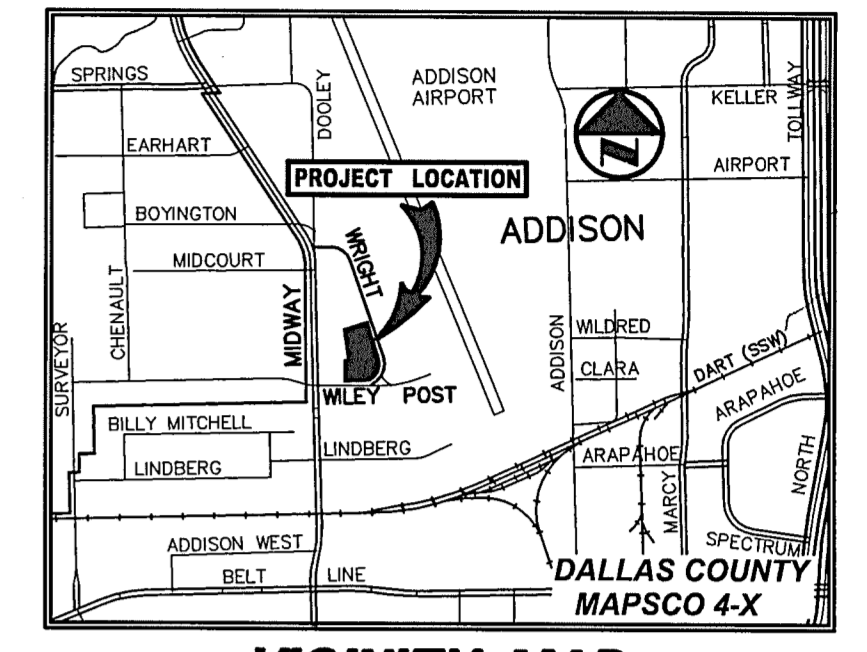 SPRINGS
DOOLEY
ADDISON
AIRPORT
KELLER
TOLLWAY
EARHART
AIRPORT
PROJECT LOCATION
BOYINGTON
WRIGHT
ADDISON
MIDCOURT
CHENAULT
MIDWAY
SURVEYOR
ADDISON
WILDRED
DART (SSW)
CLARA
WILEY POST
ARAPAHOE
BILLY MITCHELL
LINDBERG
LINDBERG
ARAPAHOE
MARCY
NORTH
ADDISON WEST
SPECTRUM
BELT LINE
DALLAS COUNTY
MAPSCO 4-X